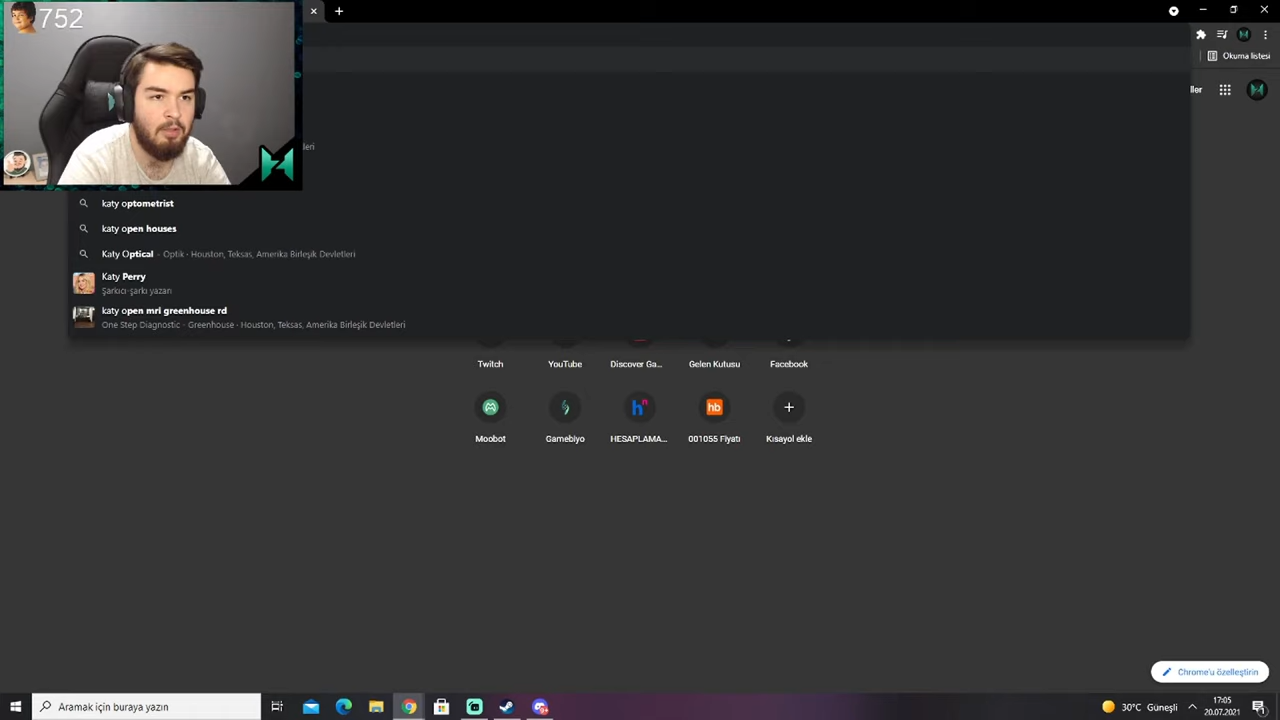 752
Okuma listesi
ller
leri
katy optometrist
katy open houses
Katy Optical - Optik · Houston, Teksas, Amerika Birleşik Devletleri
Katy Perry
Şarkıcı-şarkı yazarı
katy open mri greenhouse rd
One Step Diagnostic - Greenhouse · Houston, Teksas, Amerika Birleşik Devletleri
Twitch
YouTube
Discover Ga...
Gelen Kutusu
Facebook
hb
Moobot
Gamebiyo
HESAPLAMA...
001055 Fiyatı
Kısayol ekle
Chrome'u özelleştirin
Aramak için buraya yazın
30°C Güneşli
17:05
20.07.2021